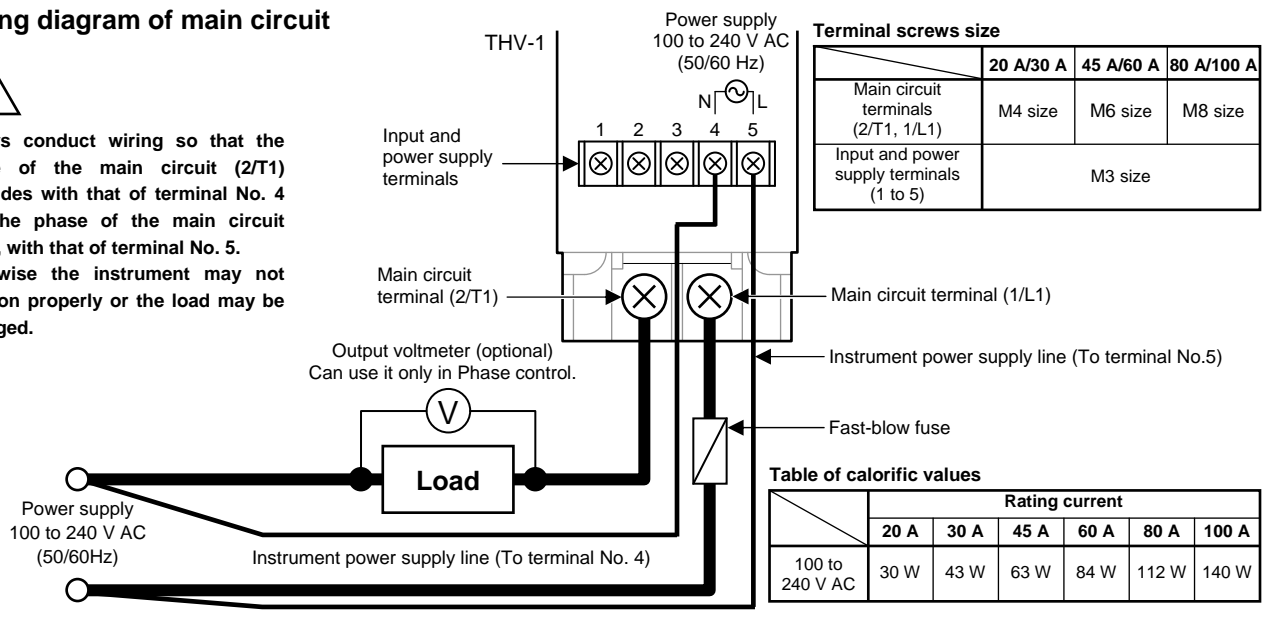 ng diagram of main circuit
s conduct wiring so that the
of the main circuit (2/T1)
des with that of terminal No. 4
he phase of the main circuit
, with that of terminal No. 5.
wise the instrument may not
on properly or the load may be
ged.
THV-1
Power supply
100 to 240 V AC
(50/60 Hz)
N L
1 2 3 4 5
Input and
power supply
terminals
Main circuit
terminal (2/T1)
Main circuit terminal (1/L1)
Output voltmeter (optional)
Can use it only in Phase control.
V
Instrument power supply line (To terminal No.5)
Fast-blow fuse
Load
Power supply
100 to 240 V AC
(50/60Hz)
Instrument power supply line (To terminal No. 4)
Terminal screws size
20 A/30 A 45 A/60 A 80 A/100 A
Main circuit
terminals
(2/T1, 1/L1)
M4 size M6 size M8 size
Input and power
supply terminals
(1 to 5)
M3 size
Table of calorific values
Rating current
20 A 30 A 45 A 60 A 80 A 100 A
100 to
240 V AC
30 W 43 W 63 W 84 W 112 W 140 W